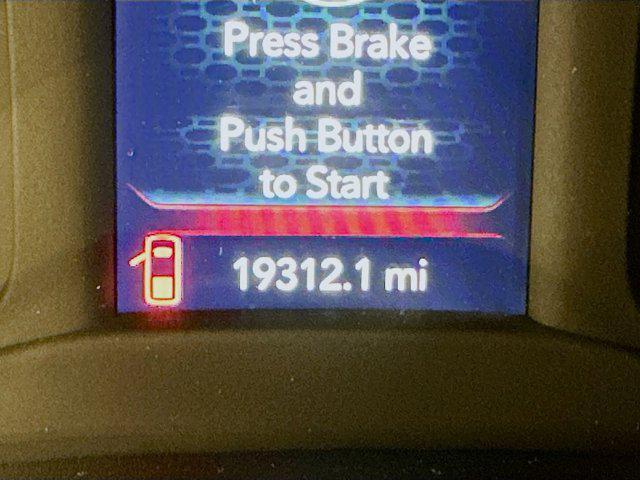 Press Brake
and
Push Button
to Start
19312.1 mi